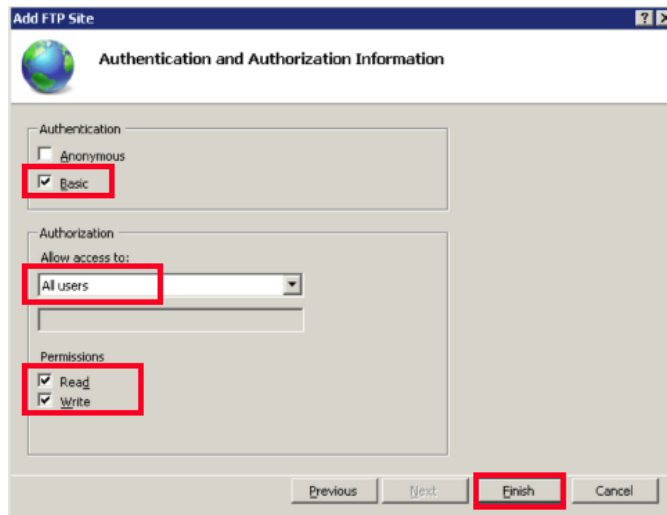 Add FTP Site
Authentication and Authorization Information
Authentication
Anonymous
Basic
Authorization
Allow access to:
All users
Permissions
Read
Write
Previous Next Finish Cancel